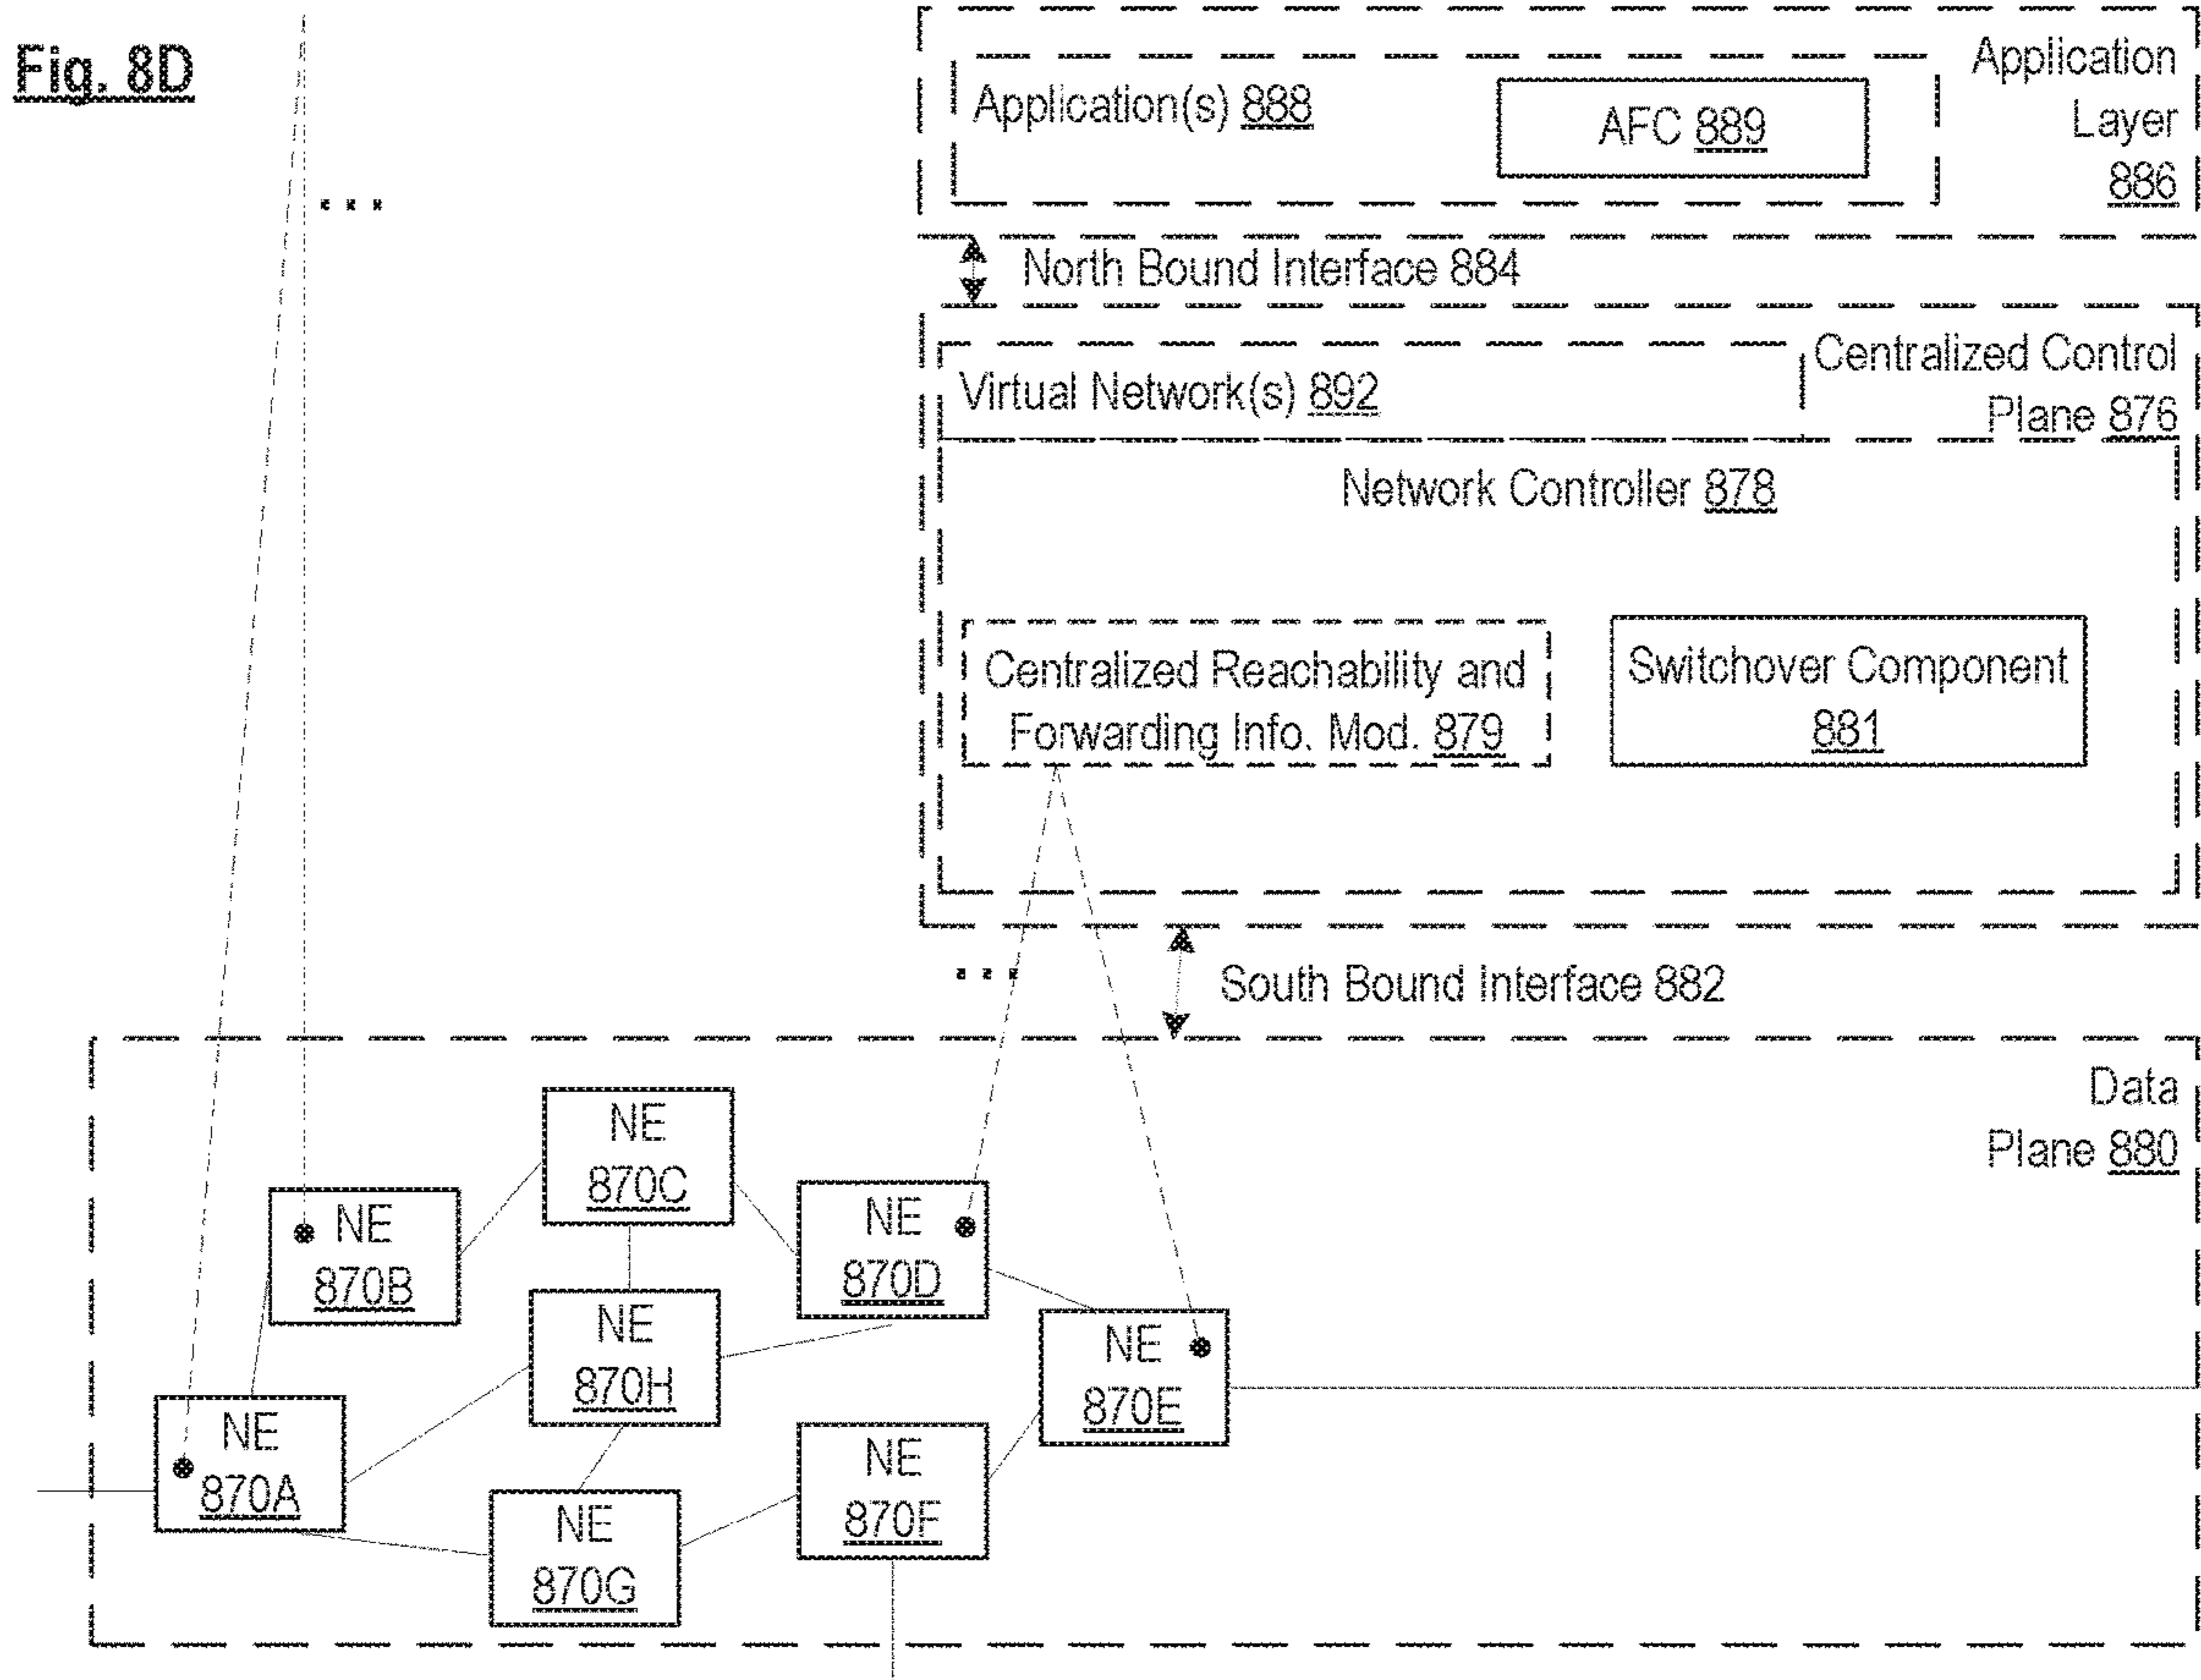 Fig. 8D
Application
Layer
886
Application(s) 888
AFC 889
...
North Bound Interface 884
Centralized Control
Plane 876
Virtual Network(s) 892
Network Controller 878
Centralized Reachability and
Forwarding Info. Mod. 879
Switchover Component
881
...
South Bound Interface 882
Data
Plane 880
NE
870C
NE
870B
NE
870D
NE
870H
NE
870E
NE
870A
NE
870F
NE
870G